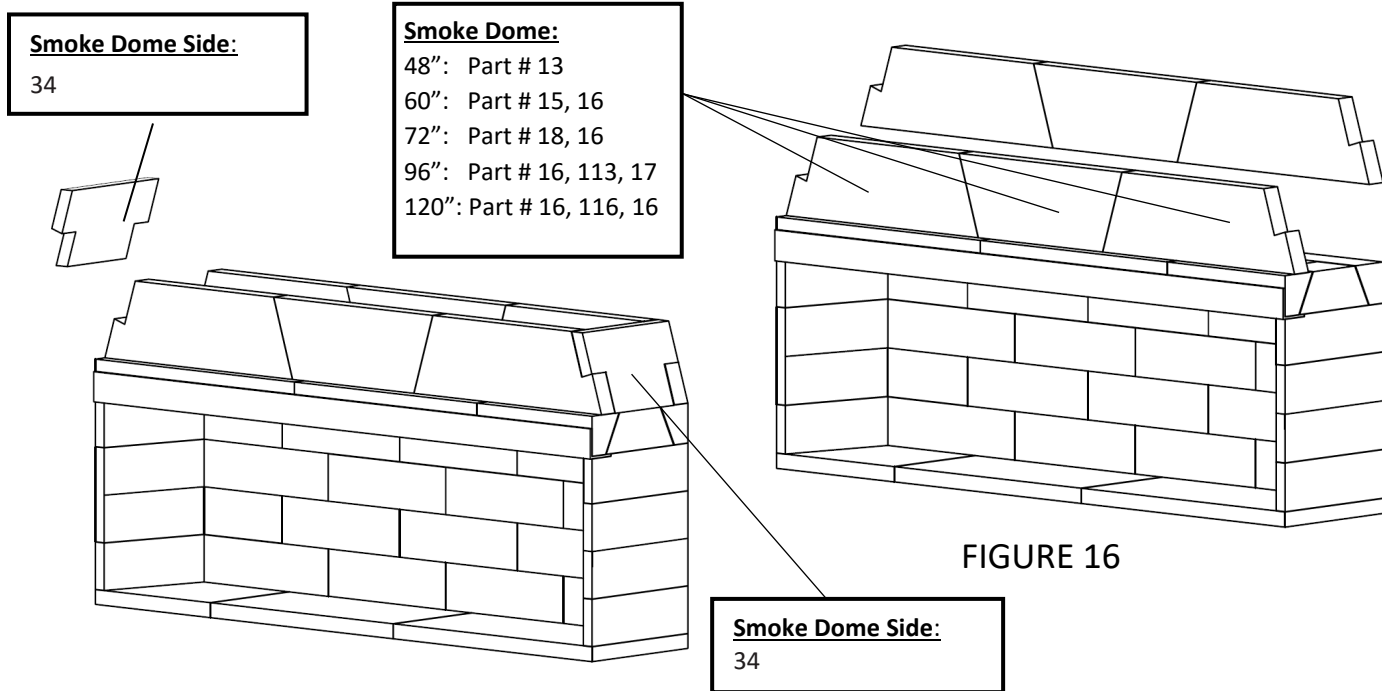 Smoke Dome Side:
34
Smoke Dome:
48”: Part # 13
60”: Part # 15, 16
72”: Part # 18, 16
96”: Part # 16, 113, 17
120”: Part # 16, 116, 16
FIGURE 16
Smoke Dome Side:
34